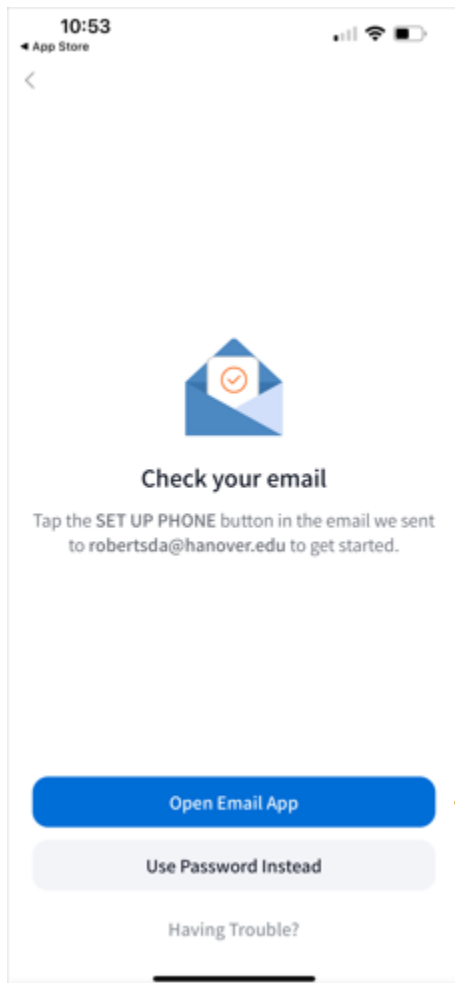 10:53
◀ App Store
Check your email
Tap the SET UP PHONE button in the email we sent
to robertsda@hanover.edu to get started.
Open Email App
Use Password Instead
Having Trouble?